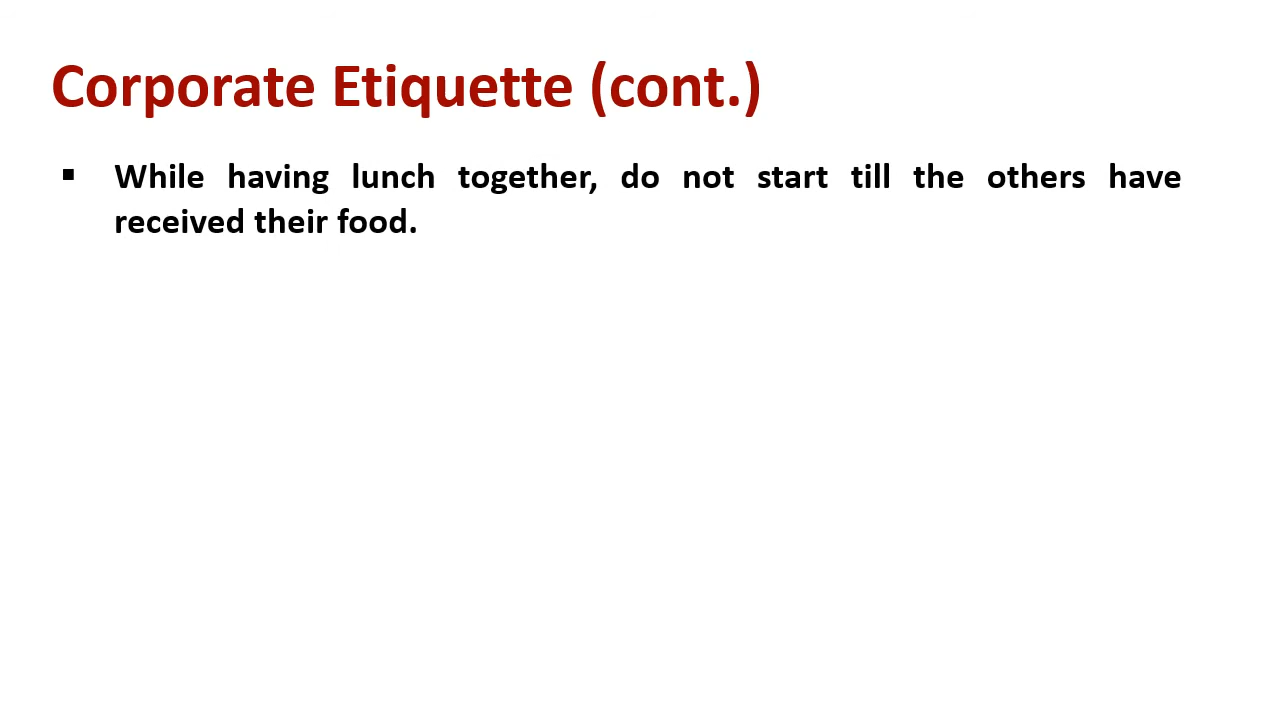 Corporate Etiquette (cont.)
▪ While having lunch together, do not start till the others have
received their food.